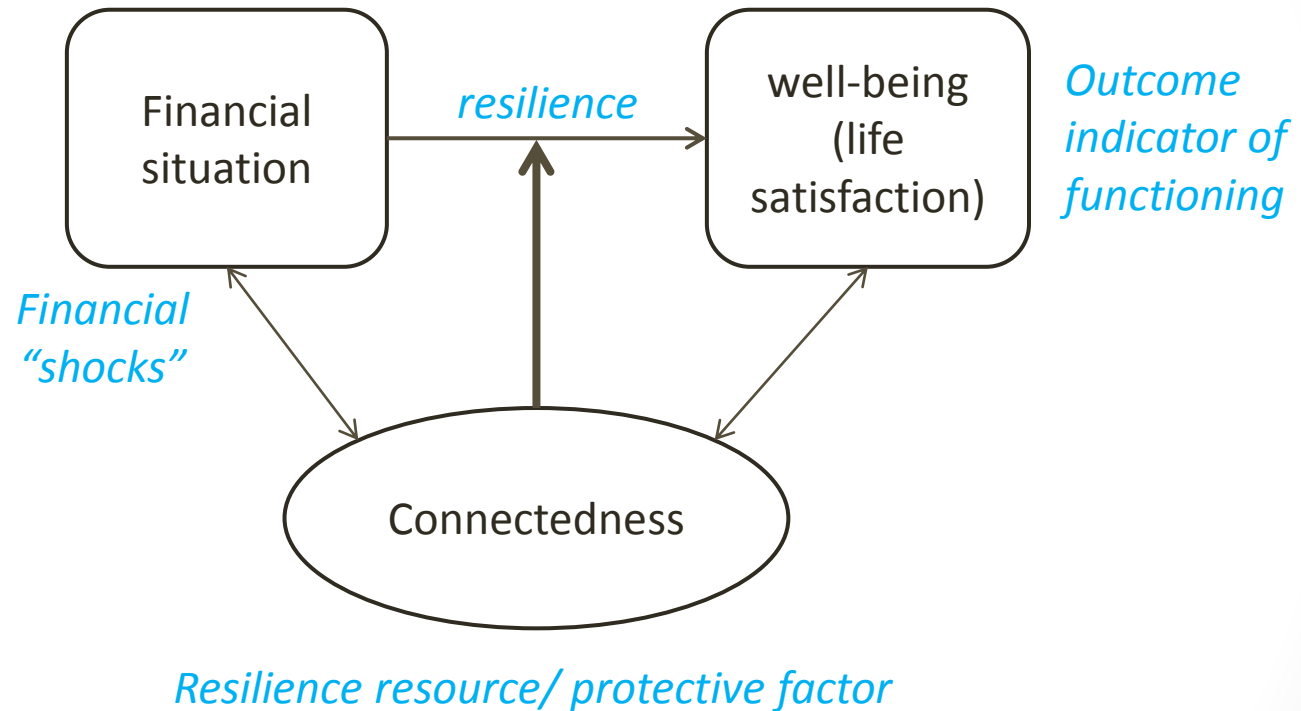 Financial
situation
resilience
well-being
(life
satisfaction)
Outcome
indicator of
functioning
Financial
“shocks”
Connectedness
Resilience resource/ protective factor